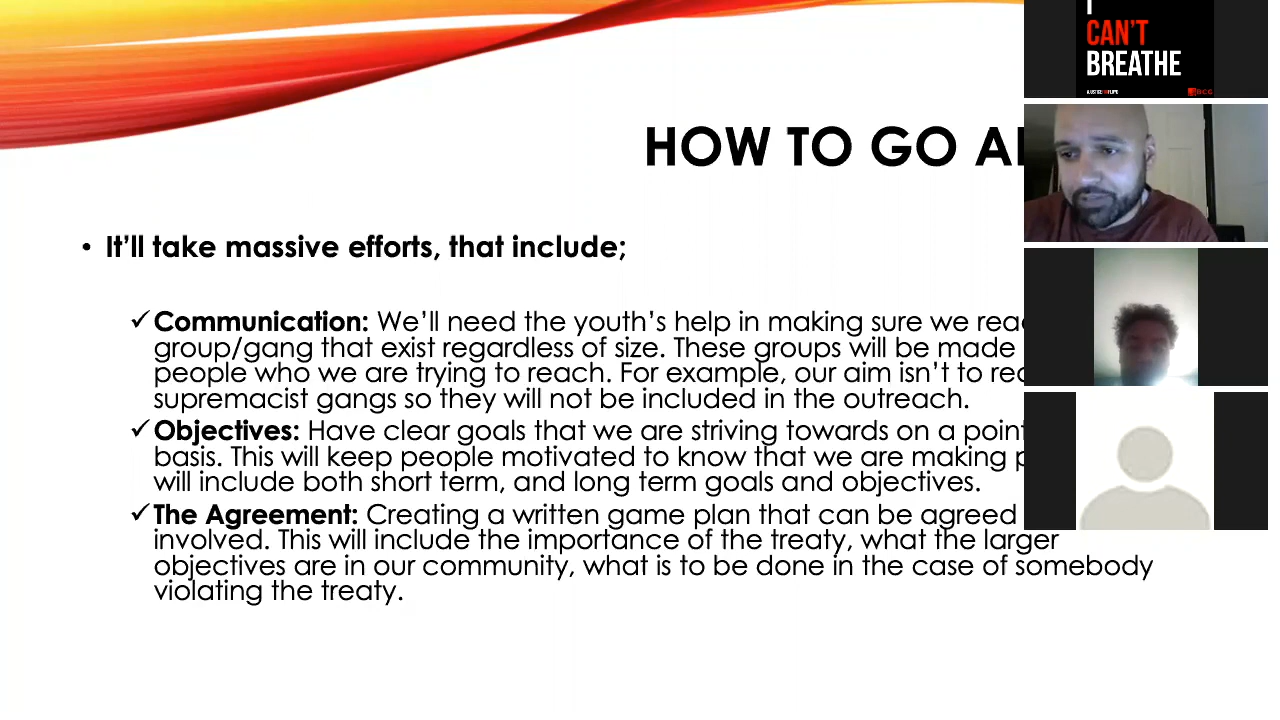 HOW TO GO
• It’ll take massive efforts, that include;
✓ Communication: We’ll need the youth’s help in making sure we
group/gang that exist regardless of size. These groups will be made
people who we are trying to reach. For example, our aim isn’t to
supremacist gangs so they will not be included in the outreach.
✓ Objectives: Have clear goals that we are striving towards on a point
basis. This will keep people motivated to know that we are making
will include both short term, and long term goals and objectives.
✓ The Agreement: Creating a written game plan that can be agreed
involved. This will include the importance of the treaty, what the larger
objectives are in our community, what is to be done in the case of somebody
violating the treaty.
I
CAN'T
BREATHE
BCG